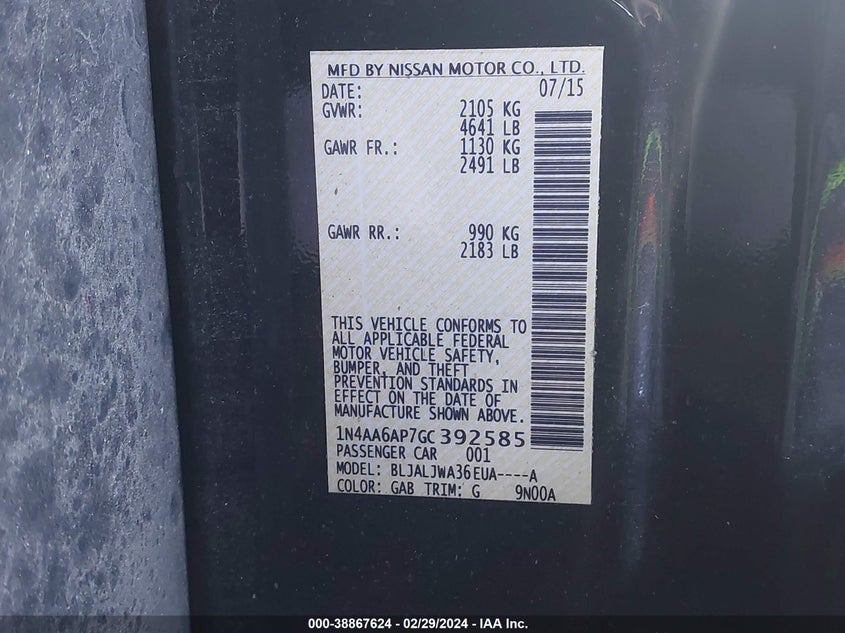 MFD BY NISSAN MOTOR CO., LTD.
DATE: 07/15
GVWR: 2105 KG
4641 LB
GAWR FR.: 1130 KG
2491 LB
GAWR RR.: 990 KG
2183 LB
THIS VEHICLE CONFORMS TO
ALL APPLICABLE FEDERAL
MOTOR VEHICLE SAFETY,
BUMPER, AND THEFT
PREVENTION STANDARDS IN
EFFECT ON THE DATE OF
MANUFACTURE SHOWN ABOVE.
1N4AA6AP7GC392585
PASSENGER CAR 001
MODEL: BLJALJWA36EUA----A
COLOR: GAB TRIM: G 9N00A
000-38867624 - 02/29/2024 - IAA Inc.